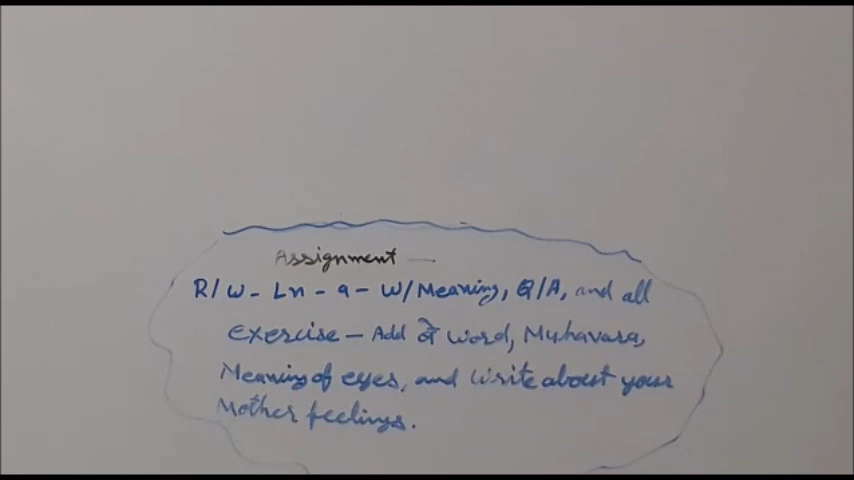 Assignment —
R/W - Ln - 9 - W/Meaning, Q/A, and all
exercise - Add of word, Muhavara,
Meaning of eyes, and write about your
Mother feelings.